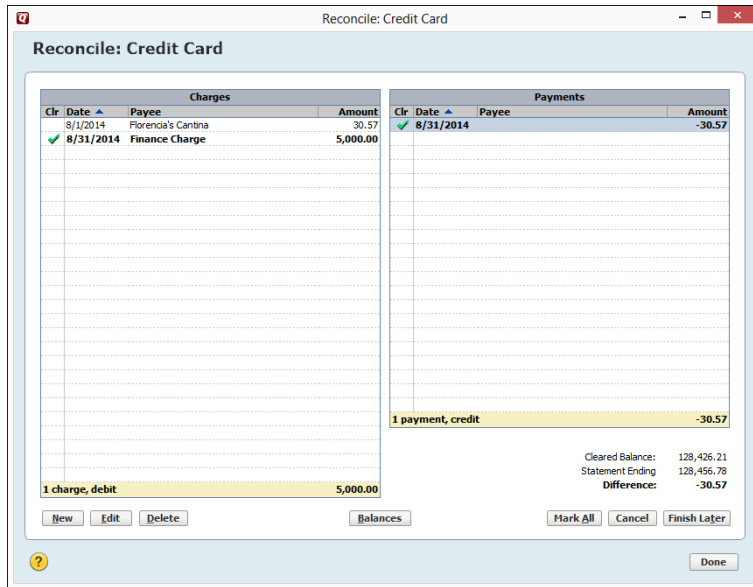 Reconcile: Credit Card
Reconcile: Credit Card
Charges
Clr Date Payee Amount
8/1/2014 Florencia's Cantina 30.57
8/31/2014 Finance Charge 5,000.00
1 charge, debit 5,000.00
Payments
Clr Date Payee Amount
8/31/2014 -30.57
1 payment, credit -30.57
Cleared Balance: 128,426.21
Statement Ending 128,456.78
Difference: -30.57
New Edit Delete Balances Mark All Cancel Finish Later
? Done